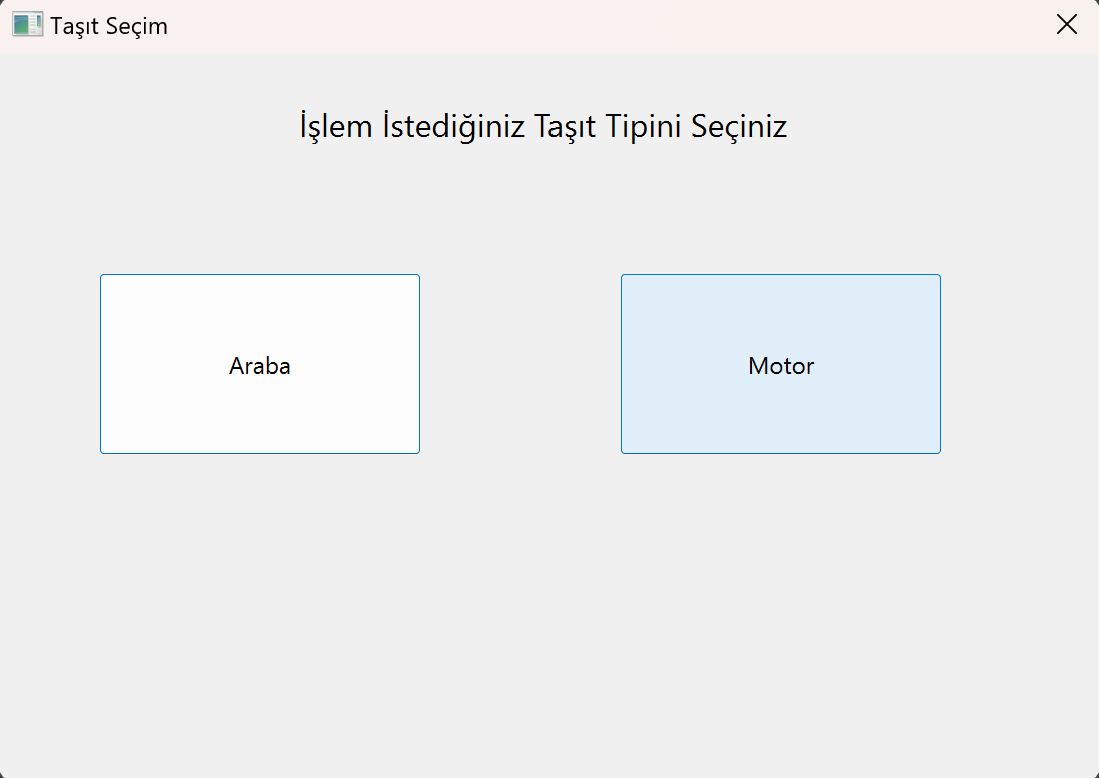 Taşıt Seçim
İşlem İstediğiniz Taşıt Tipini Seçiniz
Araba
Motor